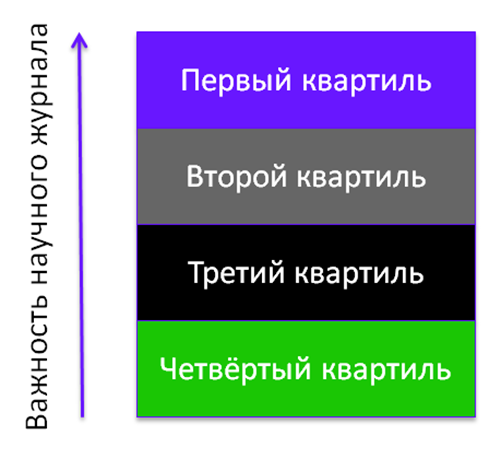 Важность научного журнала
Первый квартиль
Второй квартиль
Третий квартиль
Четвёртый квартиль